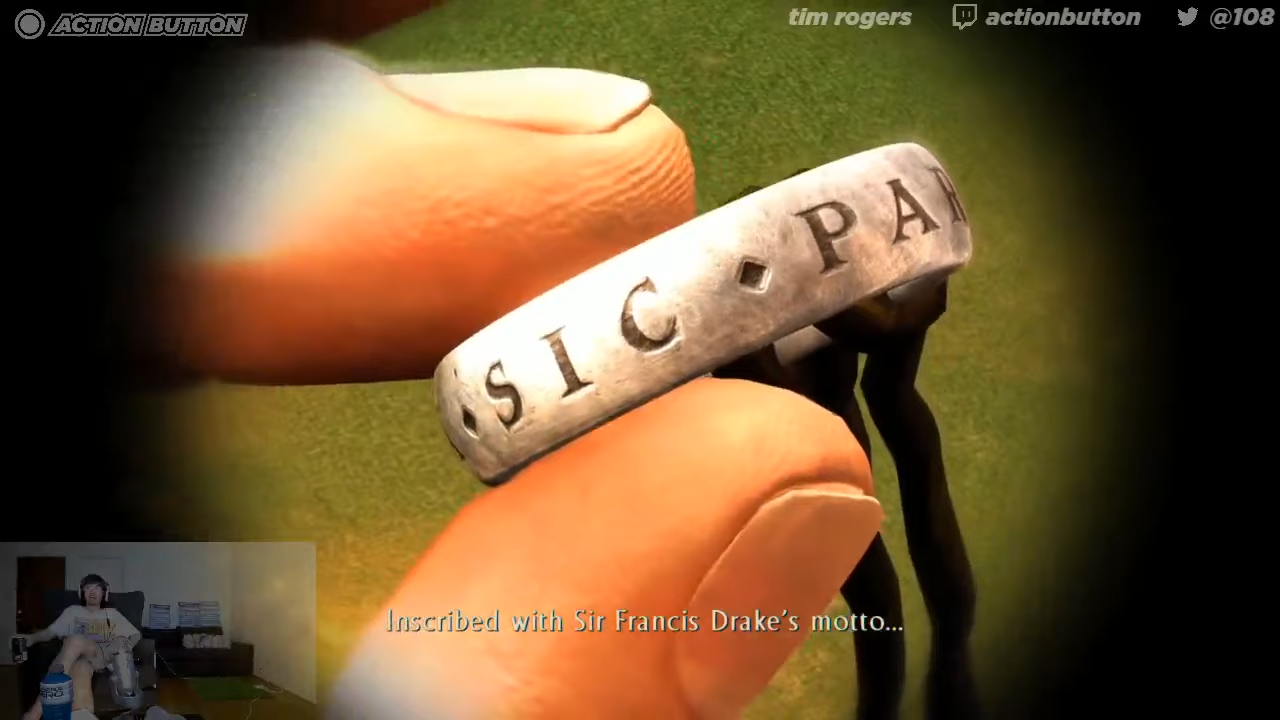 ACTION BUTTON
tim rogers actionbutton @108
SIC ◆ PAR
Inscribed with Sir Francis Drake's motto...